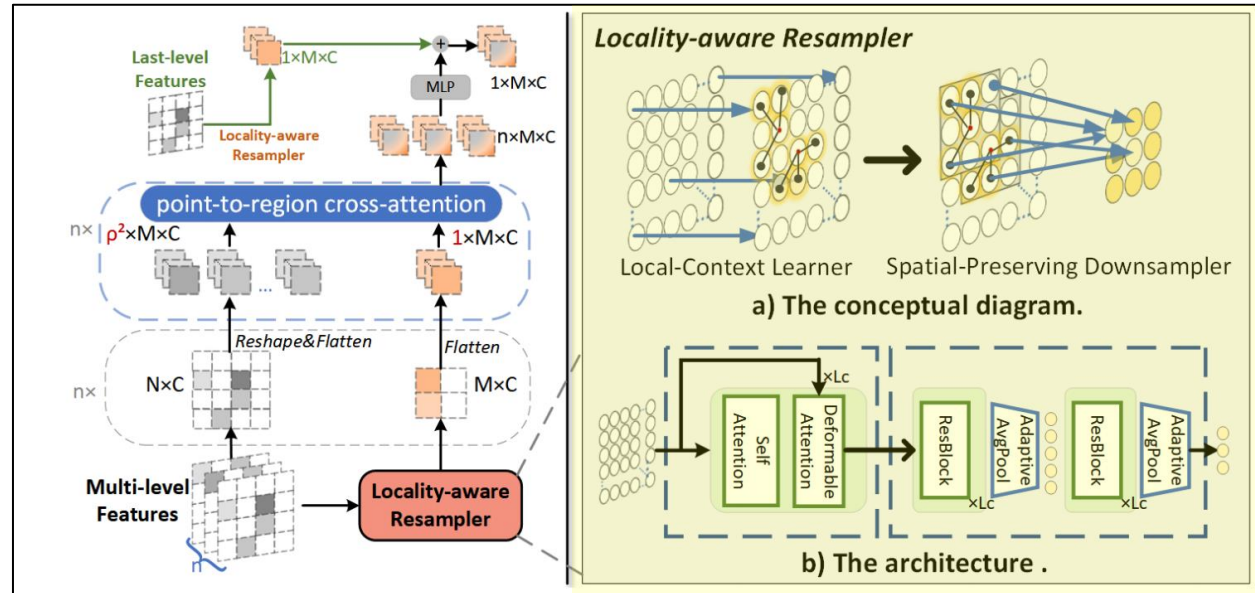 Last-level
Features
1×M×C
Locality-aware
Resampler
+
1×M×C
MLP
n×M×C
point-to-region cross-attention
n×
ρ²×M×C
1×M×C
...
Reshape&Flatten
Flatten
n×
N×C
M×C
Multi-level
Features
n
Locality-aware
Resampler
Locality-aware Resampler
Local-Context Learner
Spatial-Preserving Downsampler
a) The conceptual diagram.
×Lc
Self
Attention
Deformable
Attention
ResBlock
×Lc
Adaptive
AvgPool
ResBlock
×Lc
Adaptive
AvgPool
b) The architecture .